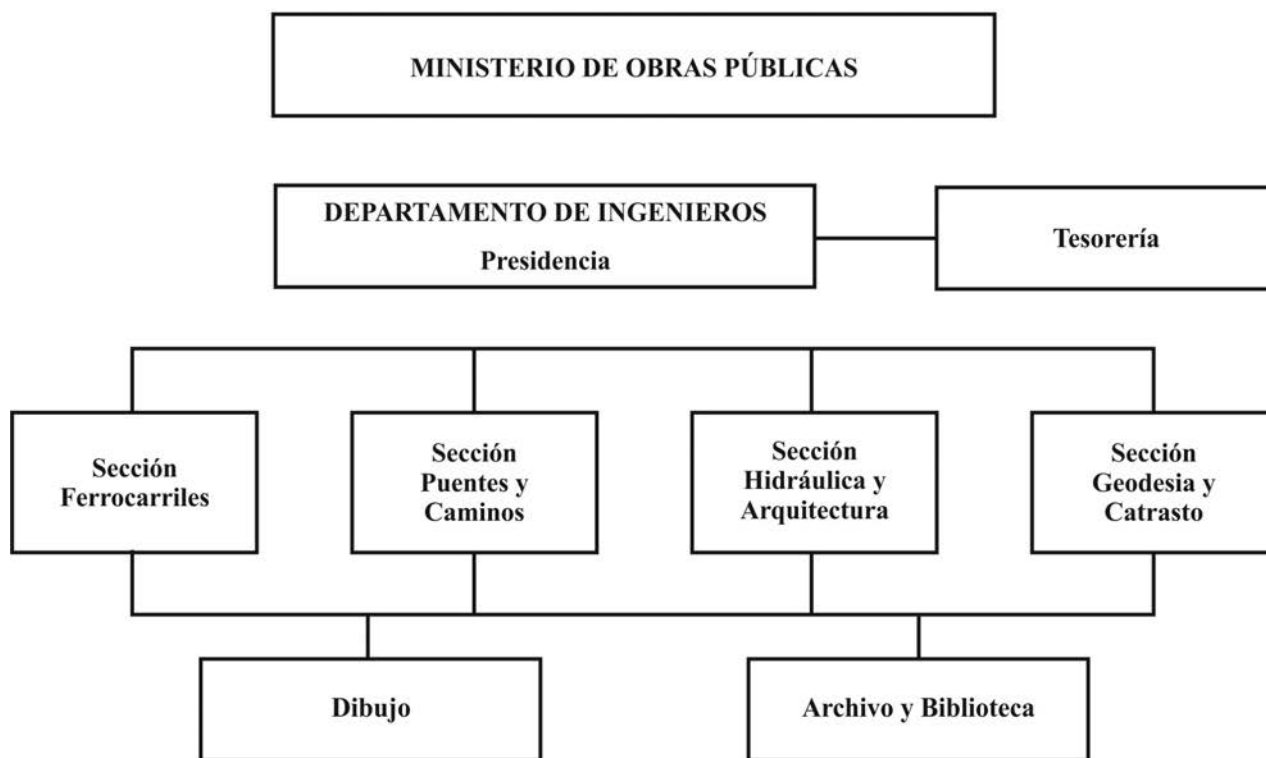 MINISTERIO DE OBRAS PÚBLICAS
DEPARTAMENTO DE INGENIEROS
Presidencia
Tesorería
Sección
Ferrocarriles
Sección
Puentes y
Caminos
Sección
Hidráulica y
Arquitectura
Sección
Geodesia y
Catrasto
Dibujo
Archivo y Biblioteca